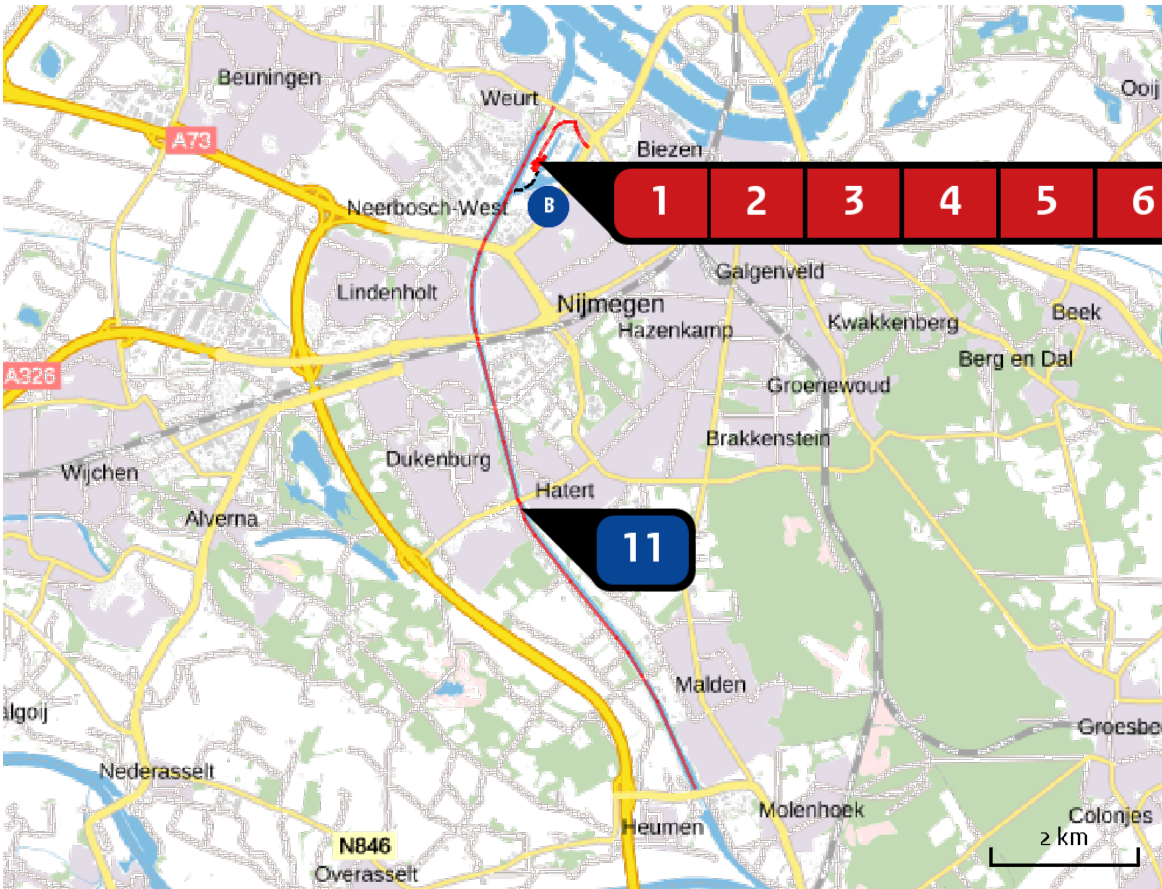 Beuningen
Weurt
Ooij
A73
Biezen
1 2 3 4 5 6
B
Neerbosch-West
Galgenveld
Lindenholt
Nijmegen
Hazenkamp
Kwakkenberg
Beek
Berg en Dal
A326
Groenewoud
Brakkenstein
Dukenburg
Wijchen
Hatert
Alverna
11
Malden
algoij
Groesbe
Nederasselt
Molenhoek
Colonjes
Heumen
2 km
N846
Overasselt